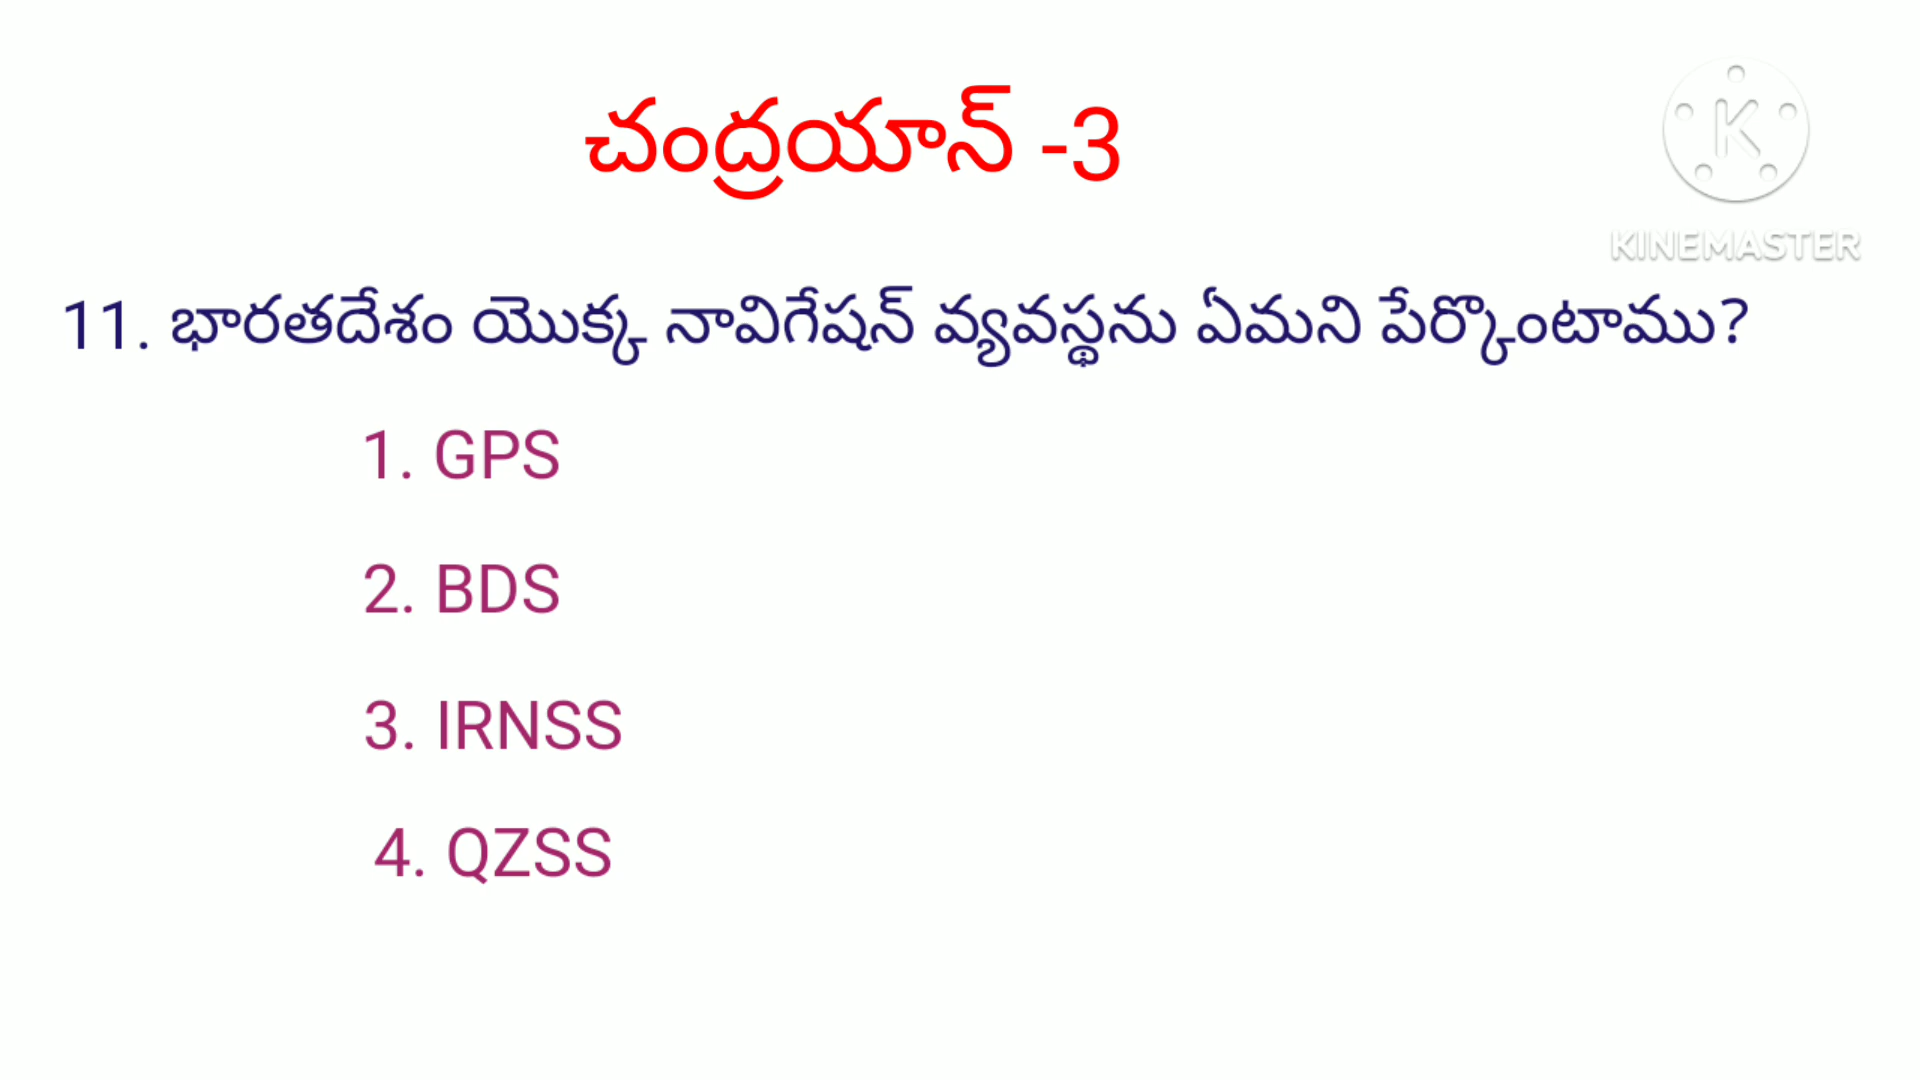 చంద్రయాన్ -3
K
KINEMASTER
11. భారతదేశం యొక్క నావిగేషన్ వ్యవస్థను ఏమని పేర్కొంటాము?
1. GPS
2. BDS
3. IRNSS
4. QZSS